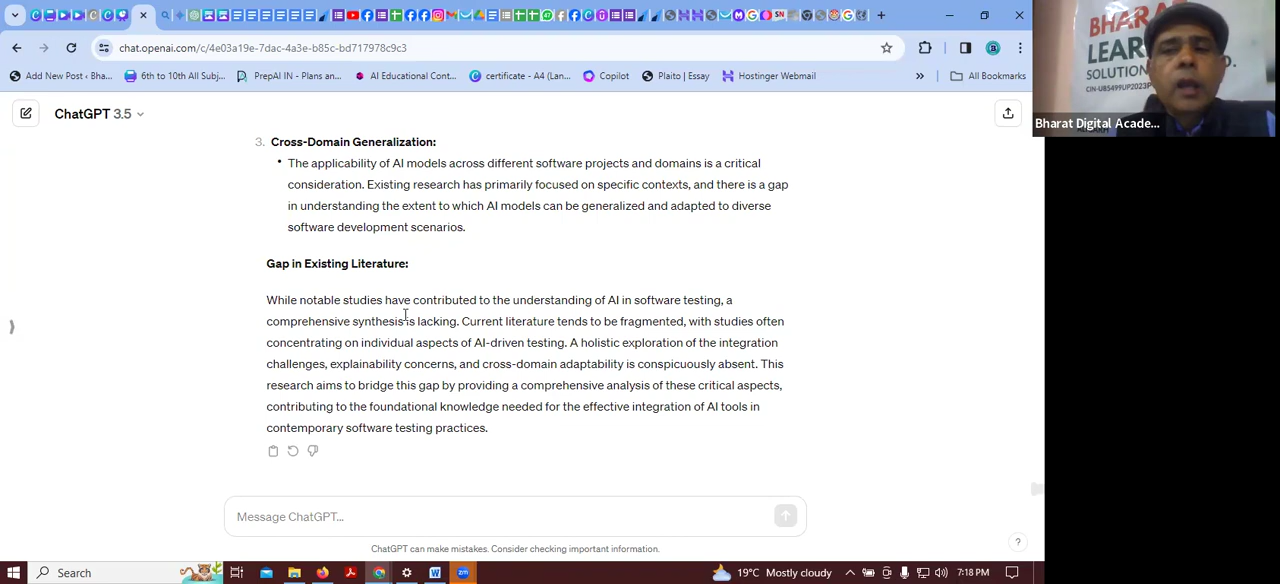 chat.openai.com/c/4e03a19e-7dac-4a3e-b85c-bd717978c9c3
Add New Post ‹ Bha...
6th to 10th All Subj...
PrepAI IN - Plans an...
AI Educational Cont...
certificate - A4 (Lan...
Copilot
Plaito | Essay
Hostinger Webmail
»
All Bookmarks
ChatGPT 3.5
BHARA
LEAR
SOLUTION
D.
CIN-U85499UP2023P
Bharat Digital Acade...
3. Cross-Domain Generalization:
• The applicability of AI models across different software projects and domains is a critical
consideration. Existing research has primarily focused on specific contexts, and there is a gap
in understanding the extent to which AI models can be generalized and adapted to diverse
software development scenarios.
Gap in Existing Literature:
While notable studies have contributed to the understanding of AI in software testing, a
comprehensive synthesis is lacking. Current literature tends to be fragmented, with studies often
concentrating on individual aspects of AI-driven testing. A holistic exploration of the integration
challenges, explainability concerns, and cross-domain adaptability is conspicuously absent. This
research aims to bridge this gap by providing a comprehensive analysis of these critical aspects,
contributing to the foundational knowledge needed for the effective integration of AI tools in
contemporary software testing practices.
Message ChatGPT...
ChatGPT can make mistakes. Consider checking important information.
?
Search
19°C Mostly cloudy
7:18 PM